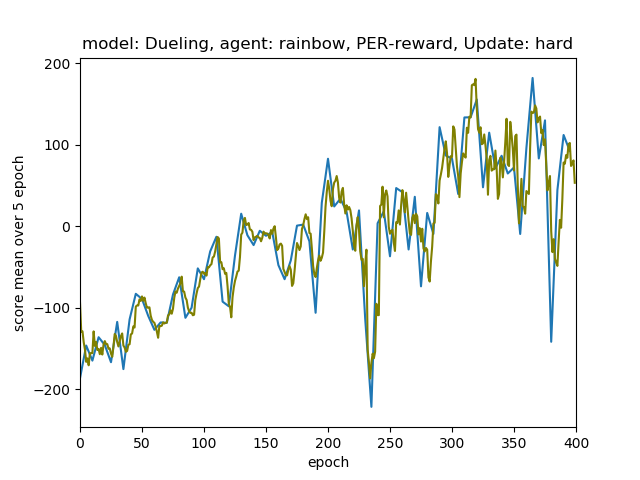 model: Dueling, agent: rainbow, PER-reward, Update: hard
score mean over 5 epoch
200
100
0
−100
−200
0 50 100 150 200 250 300 350 400
epoch